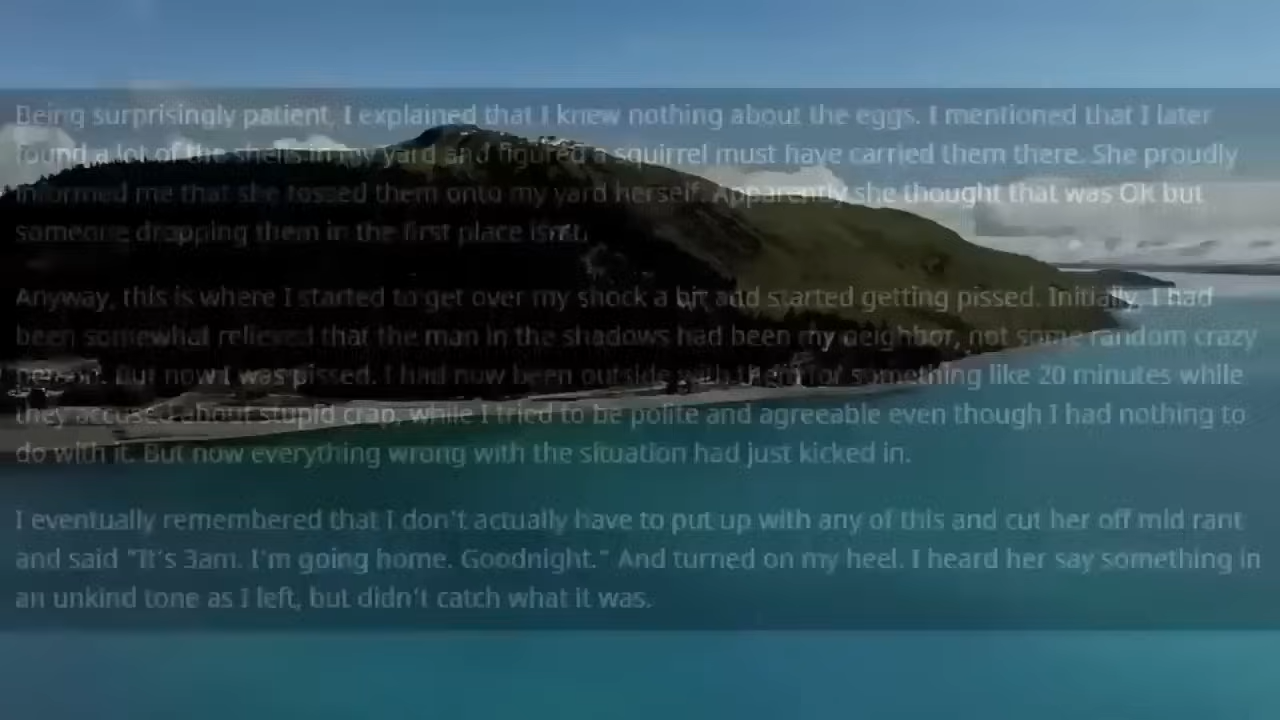 Being surprisingly patient, I explained that I knew nothing about the eggs. I mentioned that I later
found a lot of the shells in my yard and figured a squirrel must have carried them there. She proudly
informed me that she tossed them onto my yard herself. Apparently she thought that was OK but
someone dropping them in the first place isn't.
Anyway, this is where I started to get over my shock a bit and started getting pissed. Initially, I had
been somewhat relieved that the man in the shadows had been my neighbor, not some random crazy
person. But now I was pissed. I had now been outside with them for something like 20 minutes while
they accused about stupid crap, while I tried to be polite and agreeable even though I had nothing to
do with it. But now everything wrong with the situation had just kicked in.
I eventually remembered that I don't actually have to put up with any of this and cut her off mid rant
and said "It's 3am. I'm going home. Goodnight." And turned on my heel. I heard her say something in
an unkind tone as I left, but didn't catch what it was.